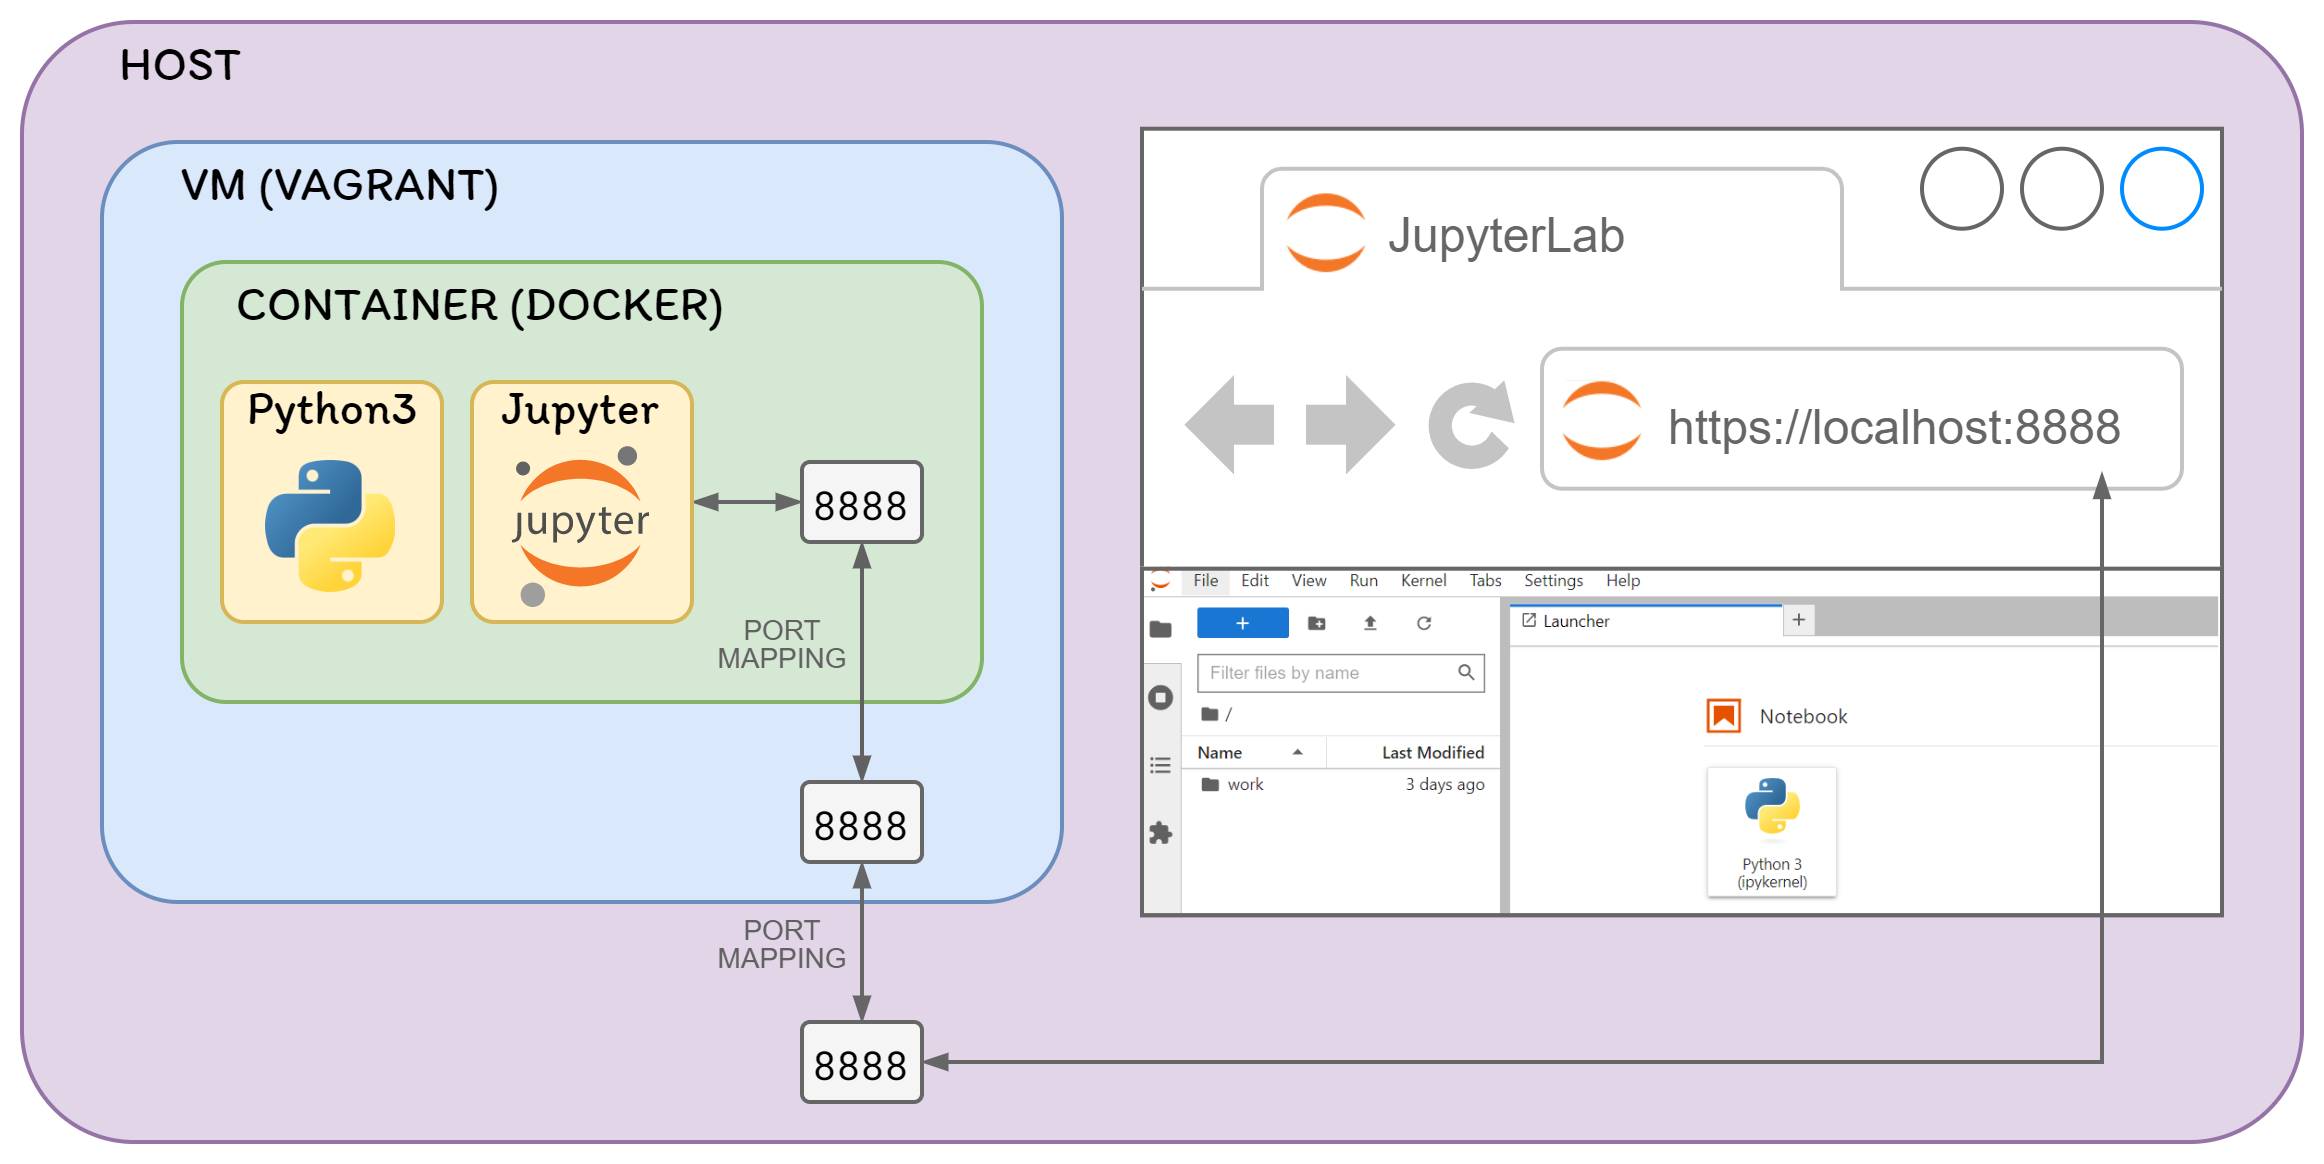 HOST
VM (VAGRANT)
CONTAINER (DOCKER)
Python3
Jupyter
jupyter
8888
PORT
MAPPING
8888
PORT
MAPPING
8888
JupyterLab
https://localhost:8888
File Edit View Run Kernel Tabs Settings Help
+
Launcher +
Filter files by name
/
Name Last Modified
work 3 days ago
Notebook
Python 3
(ipykernel)